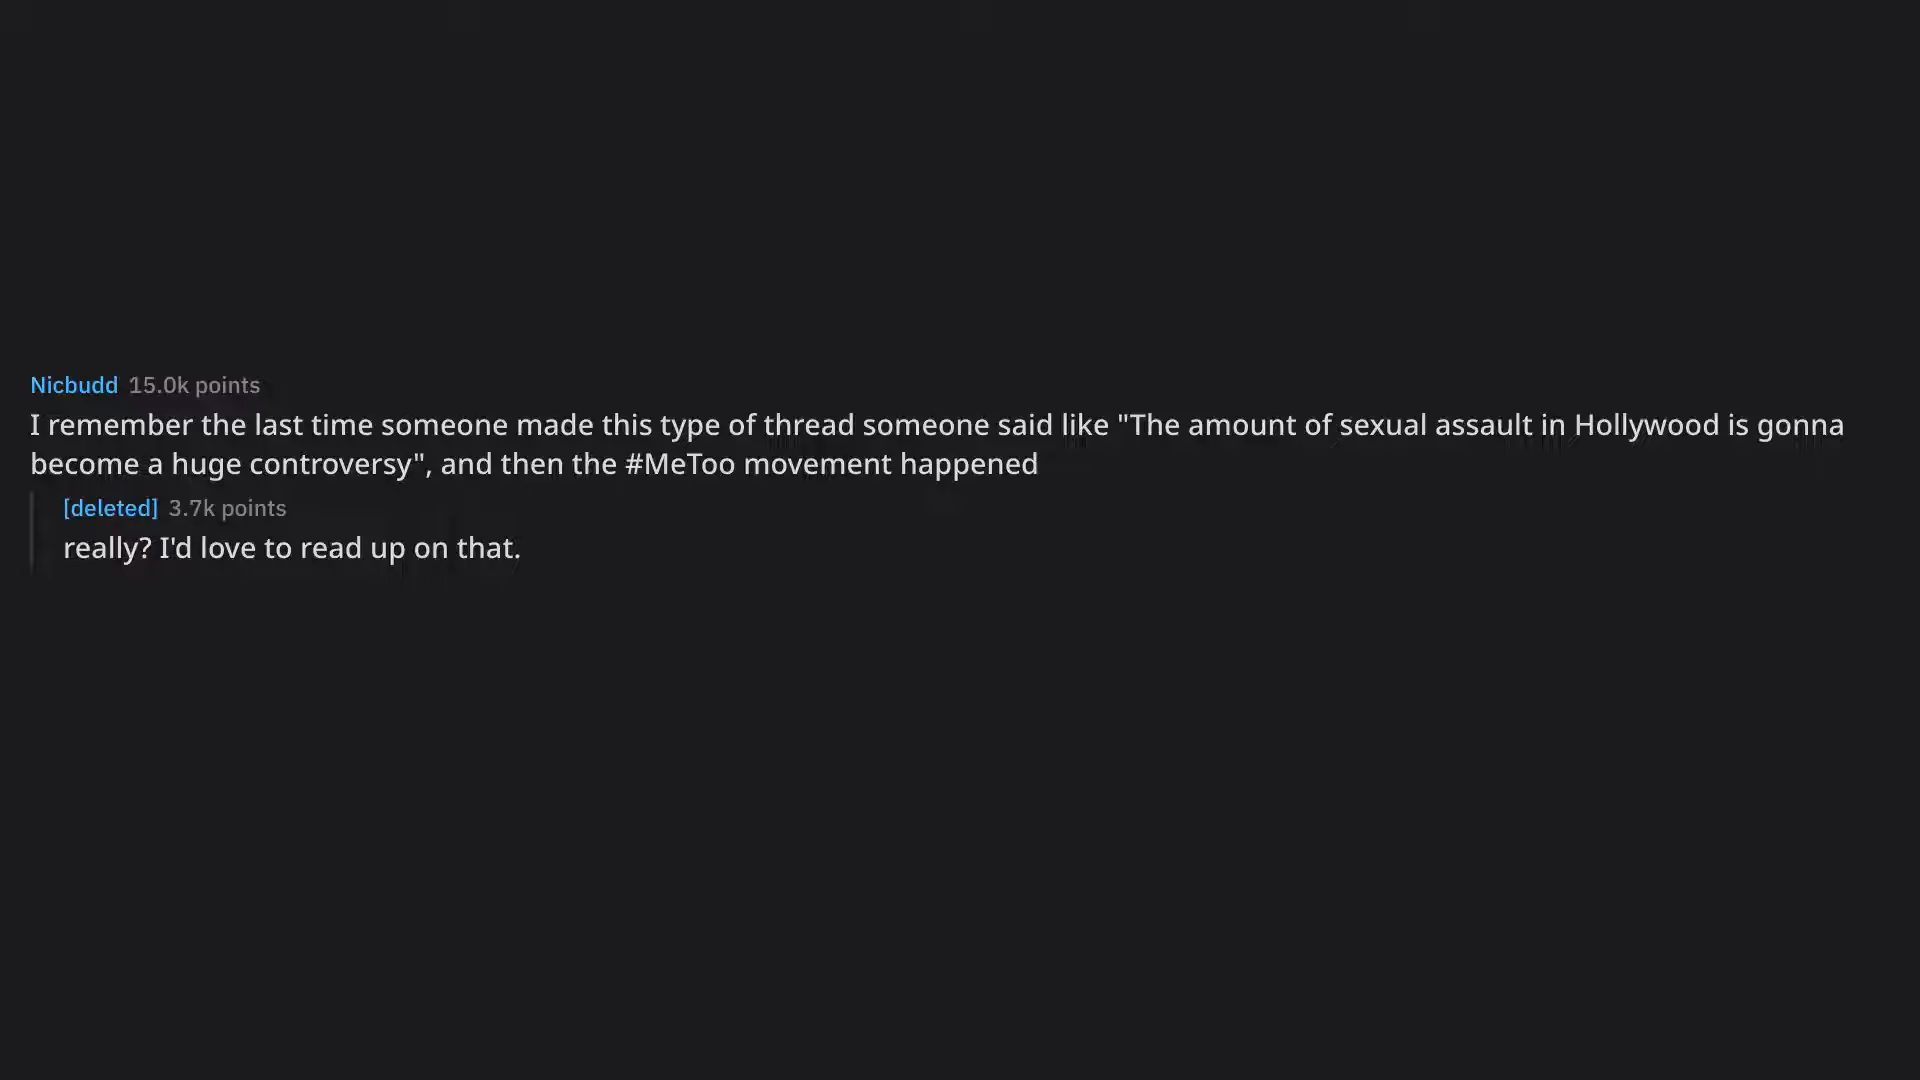 Nicbudd 15.0k points
I remember the last time someone made this type of thread someone said like "The amount of sexual assault in Hollywood is gonna
become a huge controversy", and then the #MeToo movement happened
[deleted] 3.7k points
really? I'd love to read up on that.